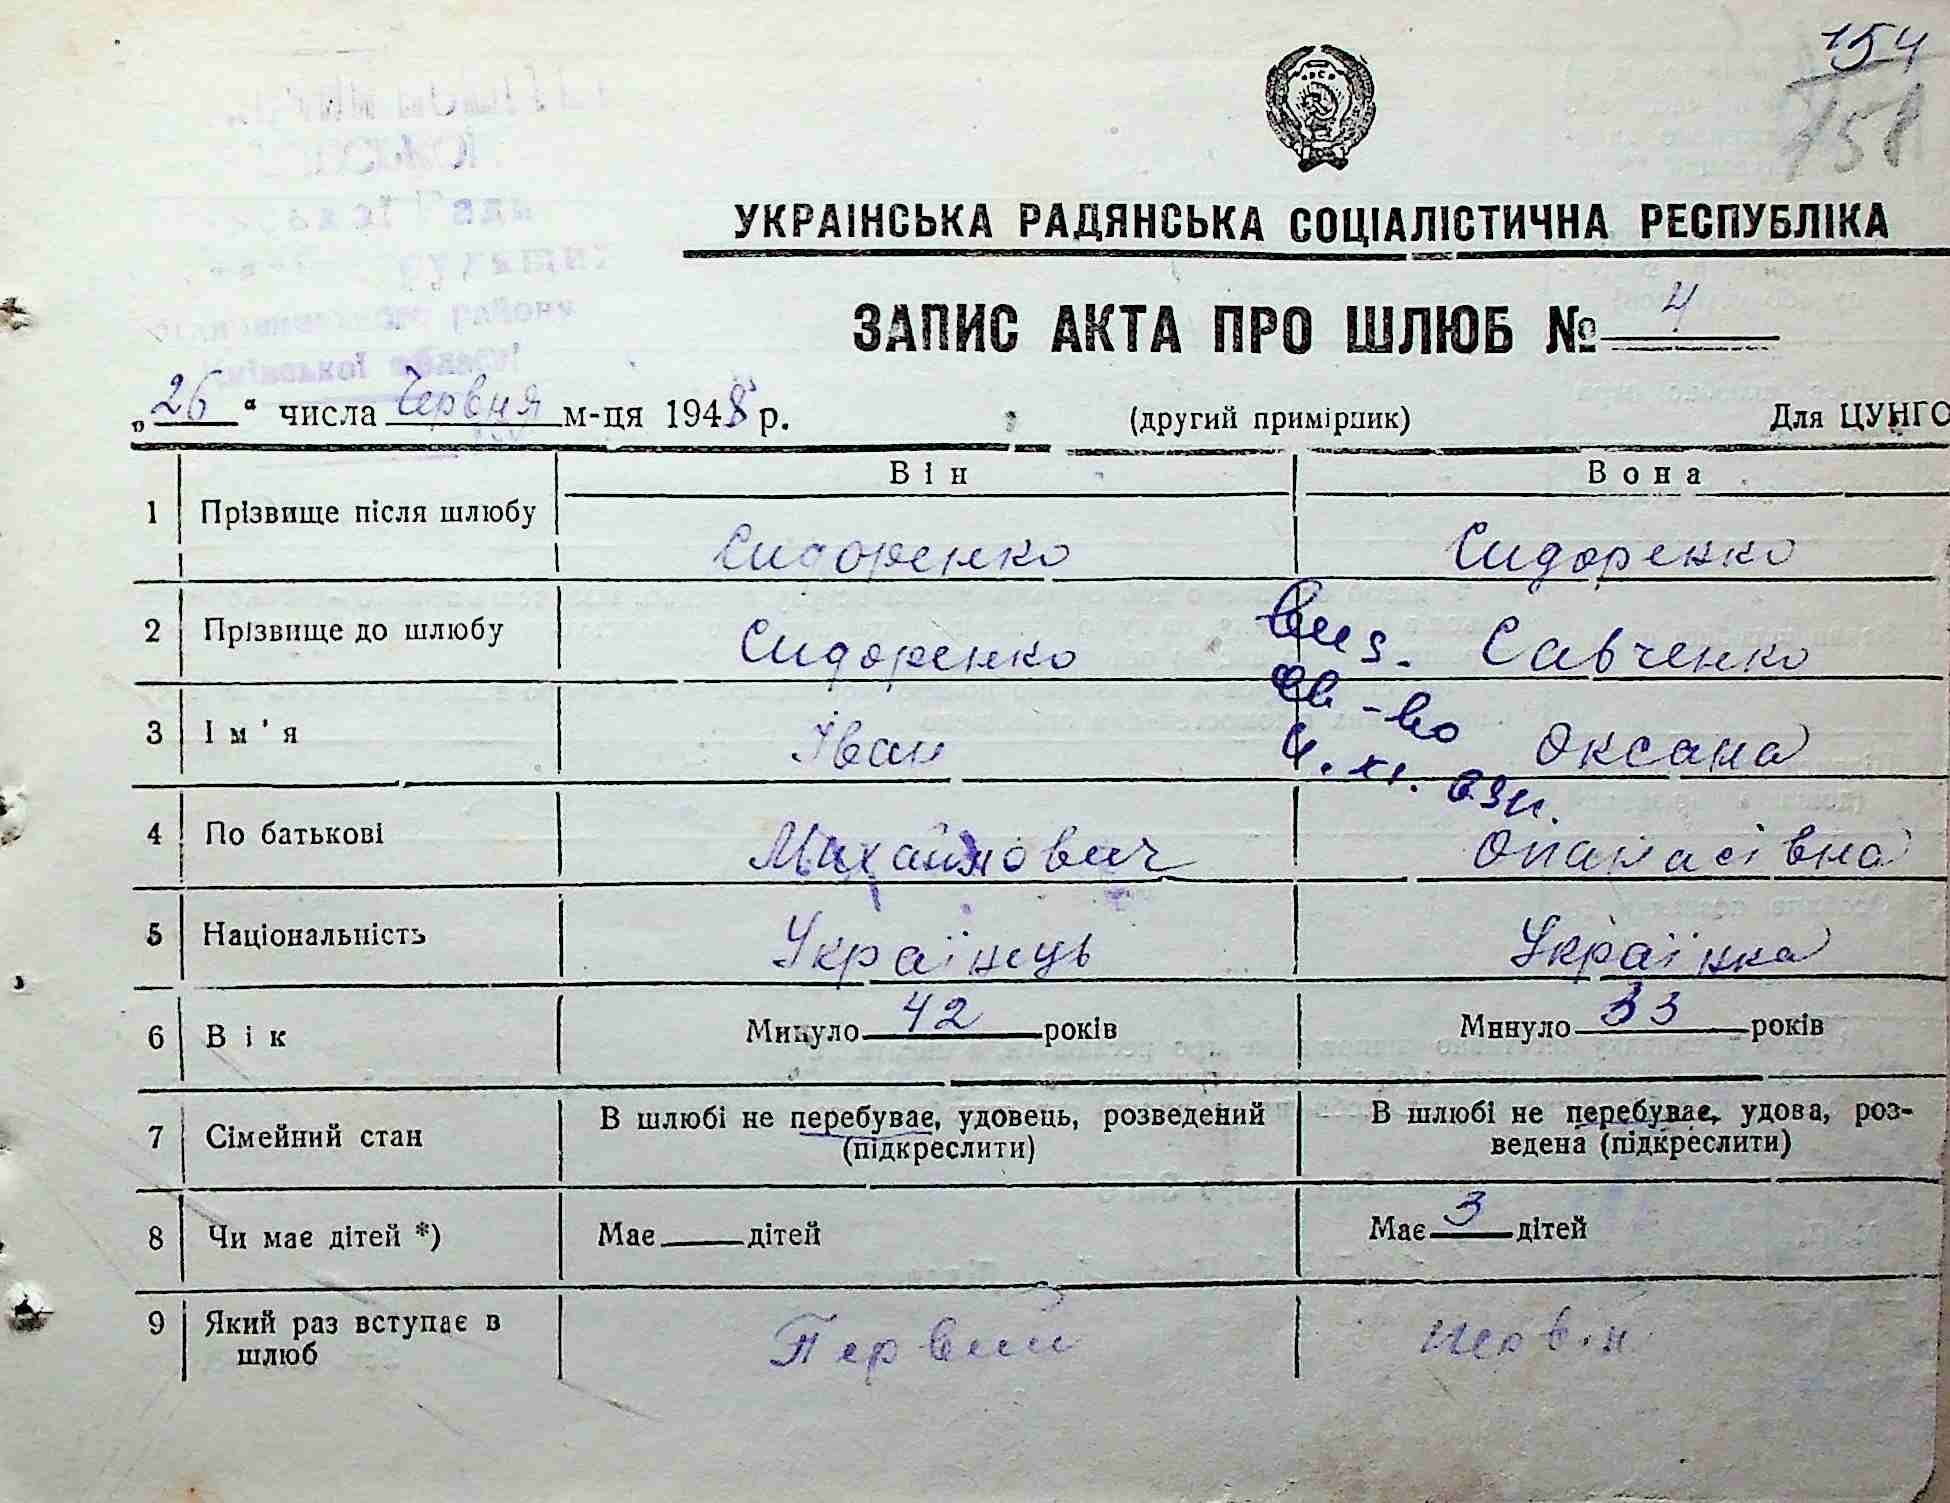 154
УКРАІНСЬКА РАДЯНСЬКА СОЦІАЛІСТИЧНА РЕСПУБЛІКА
ЗАПИС АКТА ПРО ШЛЮБ № 4
„26“ числа Червня м-ця 1948 р. (другий примірник) Для ЦУНГО
Він Вона
1 Прізвище після шлюбу Сидоренко Сидоренко
2 Прізвище до шлюбу Сидоренко Савченко
3 Ім'я Іван Оксана
4 По батькові Михайлович Опанасівна
5 Національність Українець Українка
6 Вік Минуло 42 років Минуло 33 років
7 Сімейний стан В шлюбі не перебуває, удовець, розведений (підкреслити) В шлюбі не перебуває, удова, роз-
ведена (підкреслити)
8 Чи має дітей *) Має дітей Має 3 дітей
9 Який раз вступає в
шлюб Первий